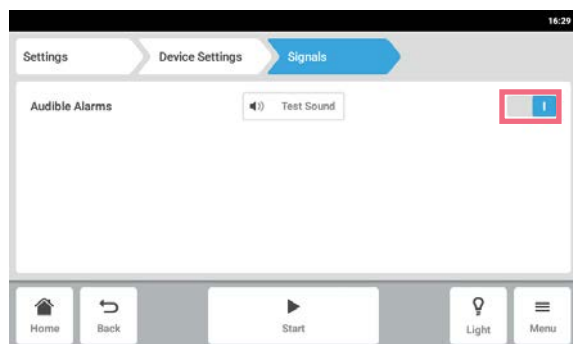 16:29
Settings Device Settings Signals
Audible Alarms Test Sound I
Home Back Start Light Menu